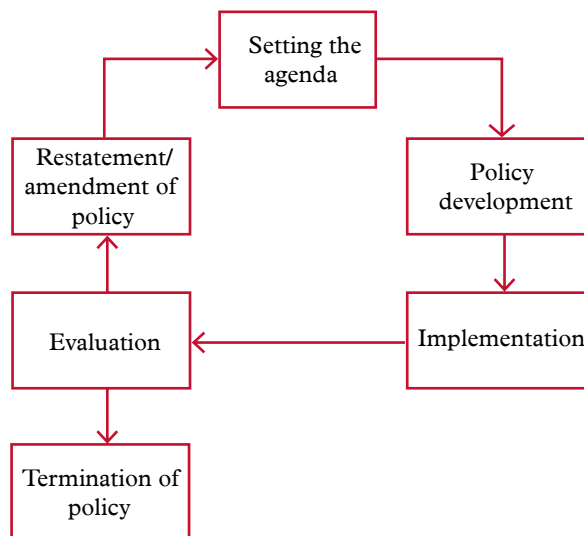 Setting the
agenda
Restatement/
amendment of
policy
Policy
development
Evaluation
Implementation
Termination of
policy